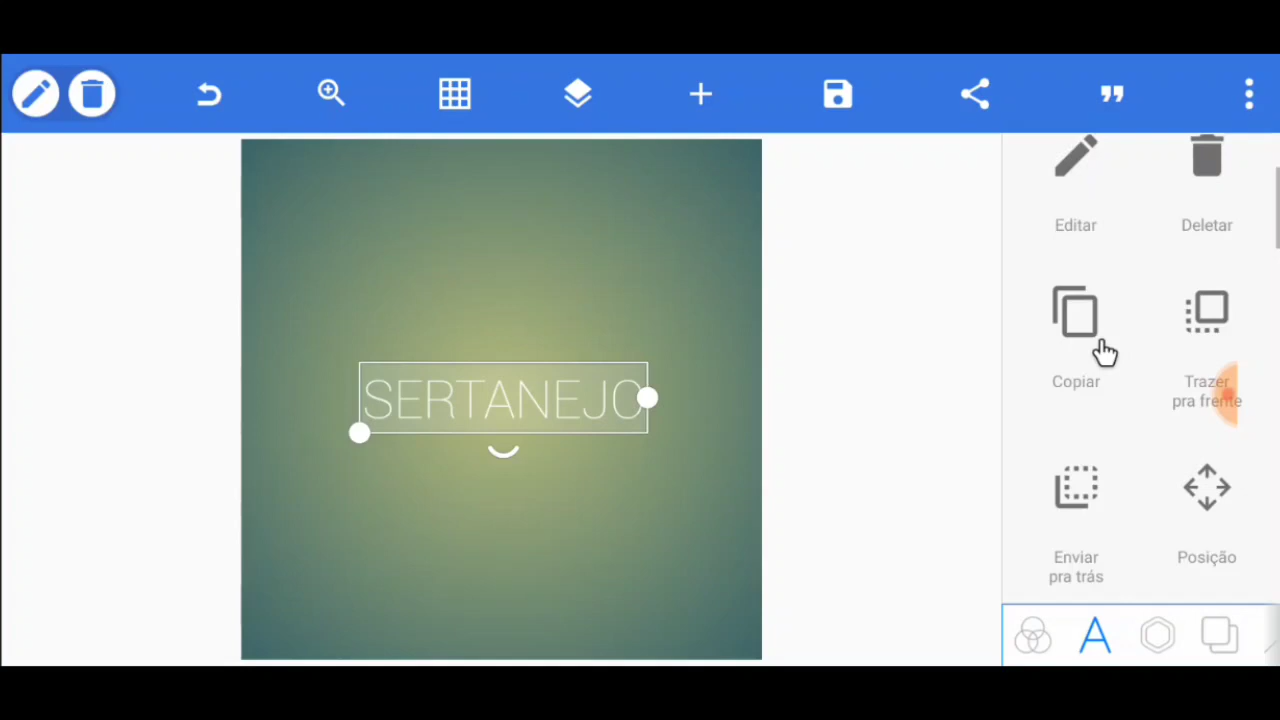 Editar
Deletar
SERTANEJO
Copiar
Trazer
pra frente
Enviar
pra trás
Posição